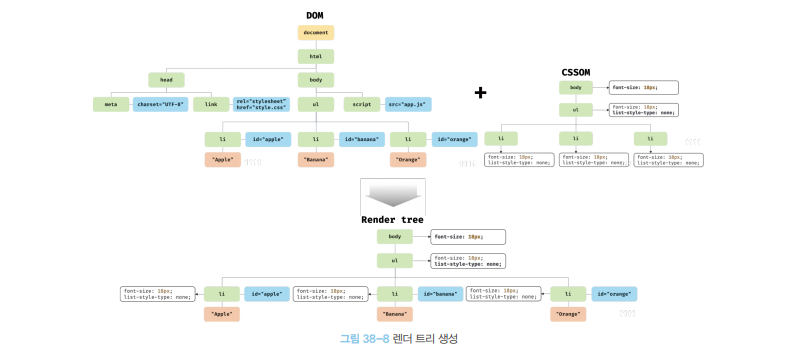 DOM
document
html
head
body
meta
charset="UTF-8"
link
rel="stylesheet"
href="style.css"
ul
script
src="app.js"
li
id="apple"
li
id="banana"
li
id="orange"
"Apple"
"Banana"
"Orange"
+
CSSOM
body
font-size: 18px;
ul
font-size: 18px;
list-style-type: none;
li
li
li
font-size: 18px;
list-style-type: none;
font-size: 18px;
list-style-type: none;
font-size: 18px;
list-style-type: none;
Render tree
body
font-size: 18px;
ul
font-size: 18px;
list-style-type: none;
font-size: 18px;
list-style-type: none;
li
id="apple"
font-size: 18px;
list-style-type: none;
li
id="banana"
font-size: 18px;
list-style-type: none;
li
id="orange"
"Apple"
"Banana"
"Orange"
그림 38-8 렌더 트리 생성